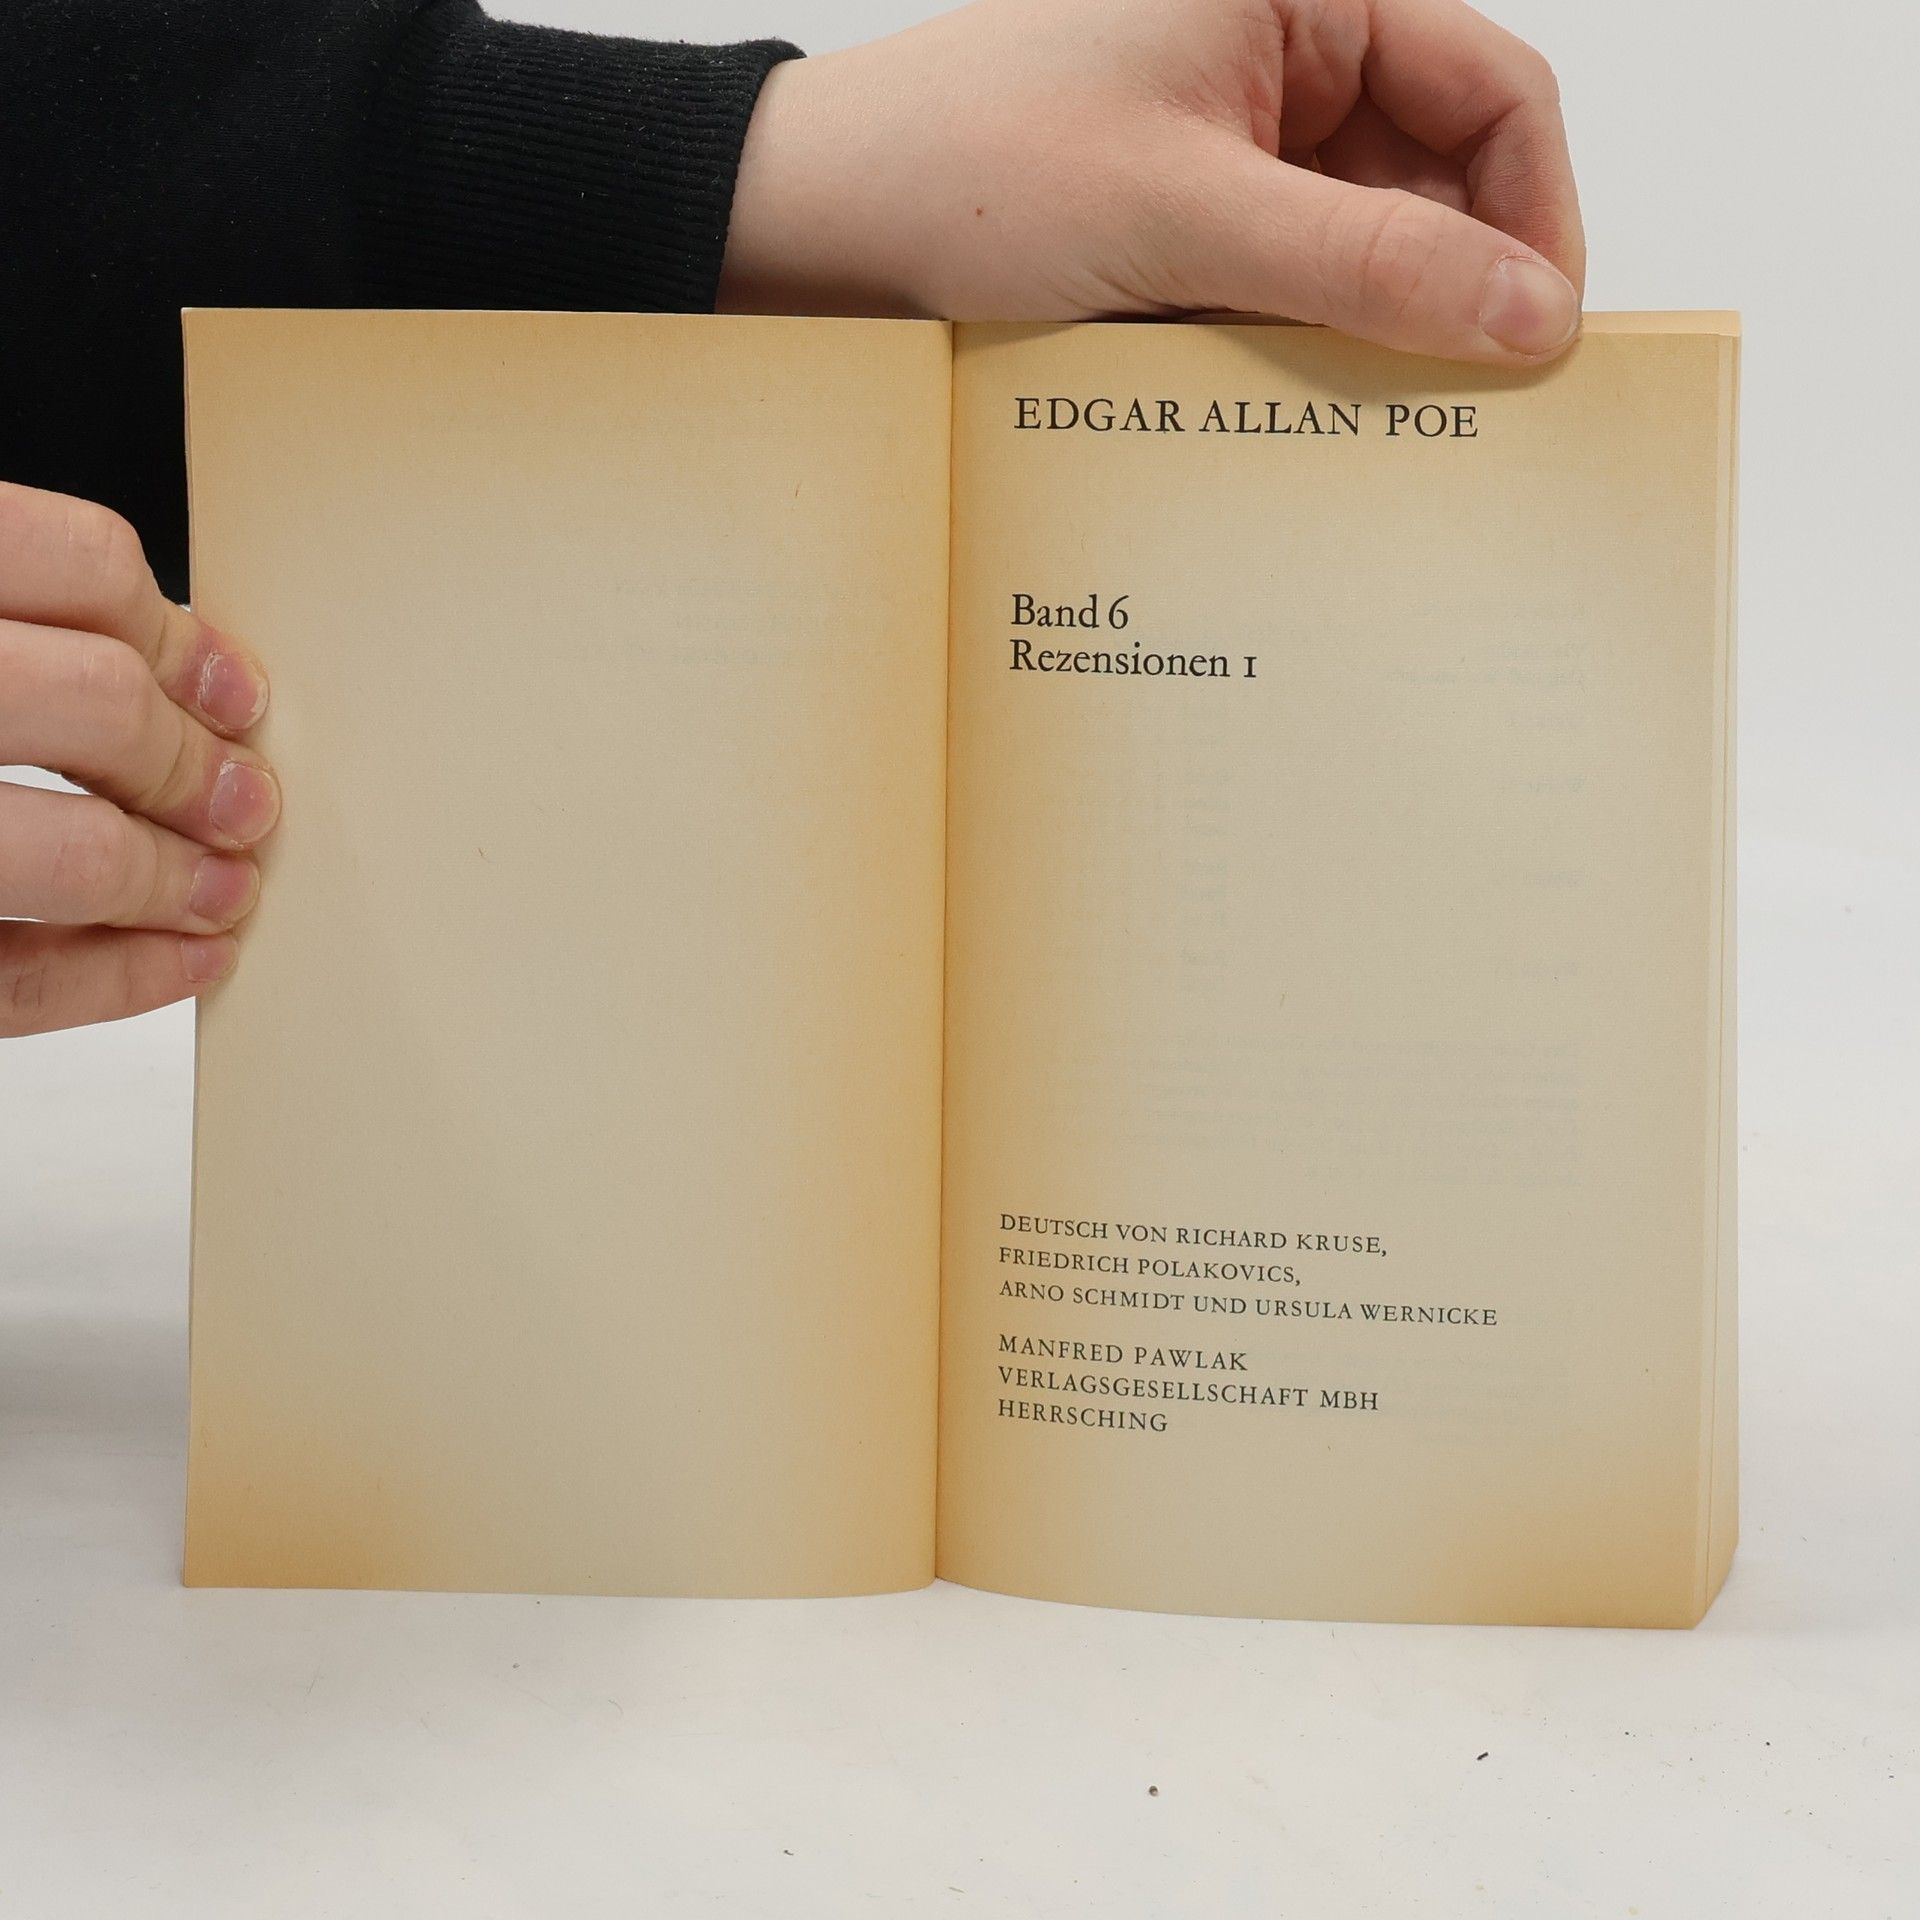 EDGAR ALLAN POE
Band 6
Rezensionen 1
DEUTSCH VON RICHARD KRUSE,
FRIEDRICH POLAKOVICS,
ARNO SCHMIDT UND URSULA WERNICKE
MANFRED PAWLAK
VERLAGSGESELLSCHAFT MBH
HERRSCHING